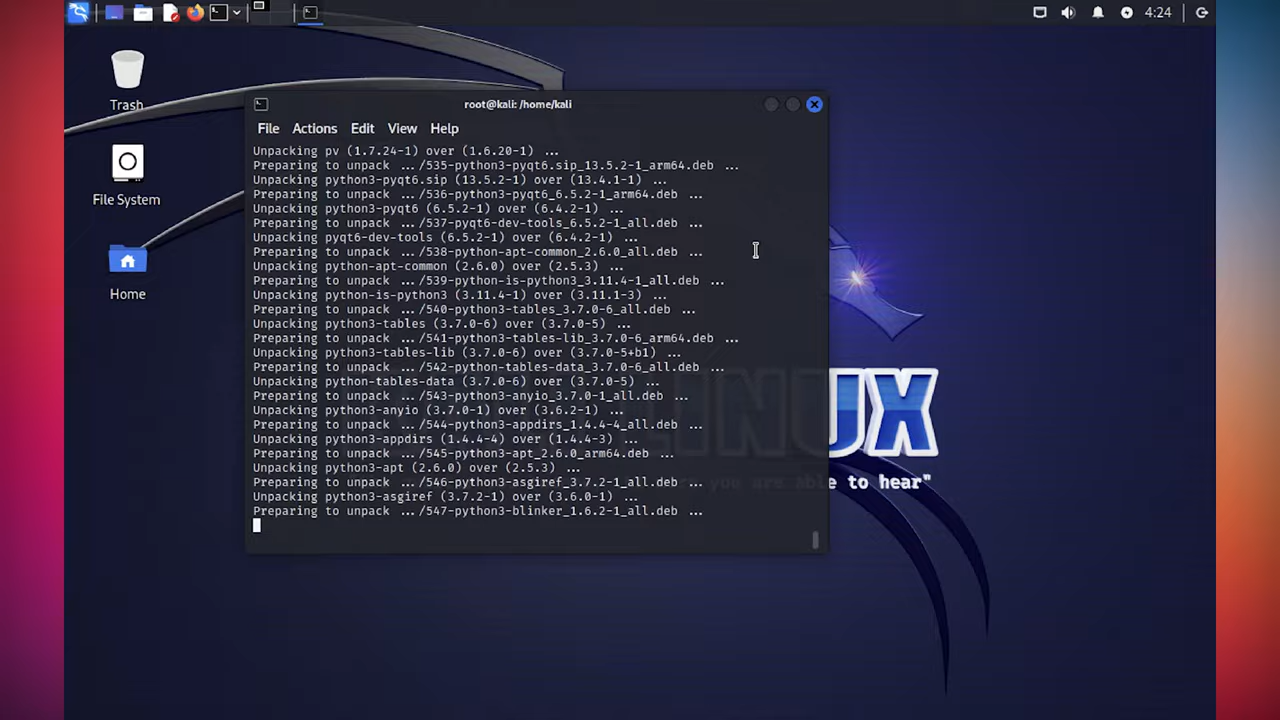 4:24
Trash
File System
Home
root@kali: /home/kali
File Actions Edit View Help
Unpacking pv (1.7.24-1) over (1.6.20-1) ...
Preparing to unpack .../535-python3-pyqt6.sip_13.5.2-1_arm64.deb ...
Unpacking python3-pyqt6.sip (13.5.2-1) over (13.4.1-1) ...
Preparing to unpack .../536-python3-pyqt6_6.5.2-1_arm64.deb ...
Unpacking python3-pyqt6 (6.5.2-1) over (6.4.2-1) ...
Preparing to unpack .../537-pyqt6-dev-tools_6.5.2-1_all.deb ...
Unpacking pyqt6-dev-tools (6.5.2-1) over (6.4.2-1) ...
Preparing to unpack .../538-python-apt-common_2.6.0_all.deb ...
Unpacking python-apt-common (2.6.0) over (2.5.3) ...
Preparing to unpack .../539-python-is-python3_3.11.4-1_all.deb ...
Unpacking python-is-python3 (3.11.4-1) over (3.11.1-3) ...
Preparing to unpack .../540-python3-tables_3.7.0-6_all.deb ...
Unpacking python3-tables (3.7.0-6) over (3.7.0-5) ...
Preparing to unpack .../541-python3-tables-lib_3.7.0-6_arm64.deb ...
Unpacking python3-tables-lib (3.7.0-6) over (3.7.0-5+b1) ...
Preparing to unpack .../542-python-tables-data_3.7.0-6_all.deb ...
Unpacking python-tables-data (3.7.0-6) over (3.7.0-5) ...
Preparing to unpack .../543-python3-anyio_3.7.0-1_all.deb ...
Unpacking python3-anyio (3.7.0-1) over (3.6.2-1) ...
Preparing to unpack .../544-python3-appdirs_1.4.4-4_all.deb ...
Unpacking python3-appdirs (1.4.4-4) over (1.4.4-3) ...
Preparing to unpack .../545-python3-apt_2.6.0_arm64.deb ...
Unpacking python3-apt (2.6.0) over (2.5.3) ...
Preparing to unpack .../546-python3-asgiref_3.7.2-1_all.deb ...
Unpacking python3-asgiref (3.7.2-1) over (3.6.0-1) ...
Preparing to unpack .../547-python3-blinker_1.6.2-1_all.deb ...
LINUX
you are able to hear"